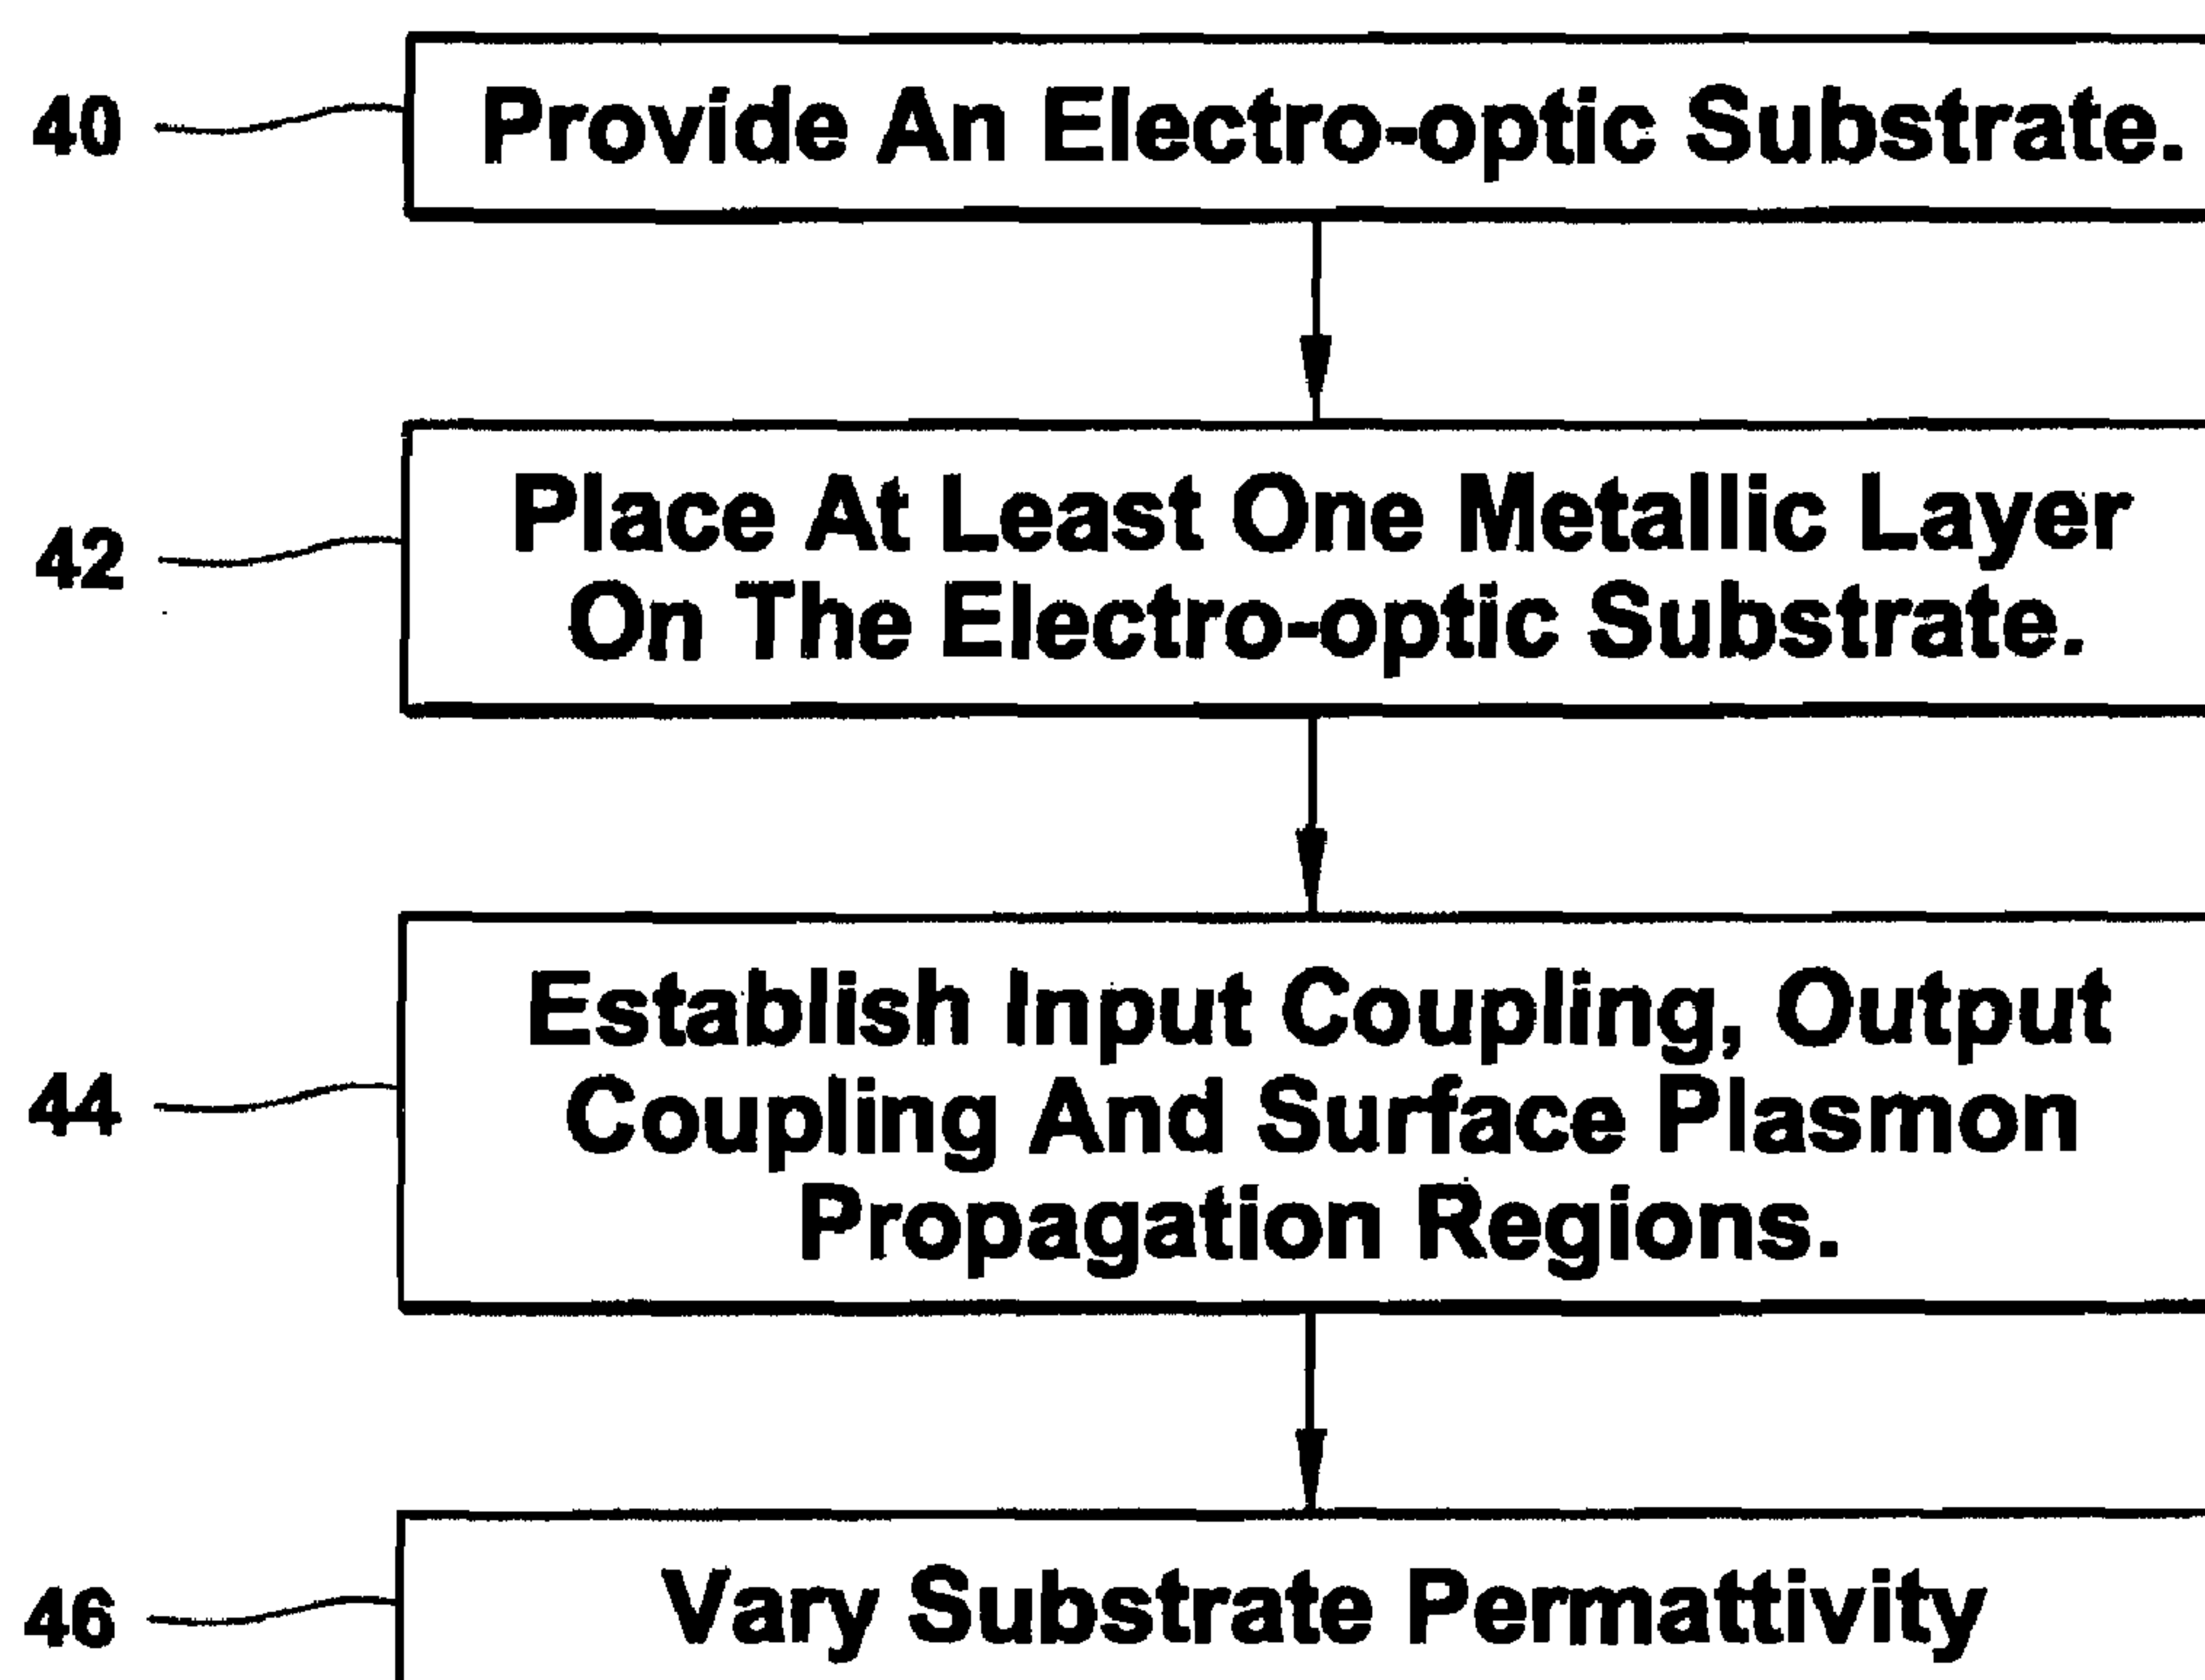 40
Provide An Electro-optic Substrate.
42
Place At Least One Metallic Layer
On The Electro-optic Substrate.
44
Establish Input Coupling, Output
Coupling And Surface Plasmon
Propagation Regions.
46
Vary Substrate Permattivity